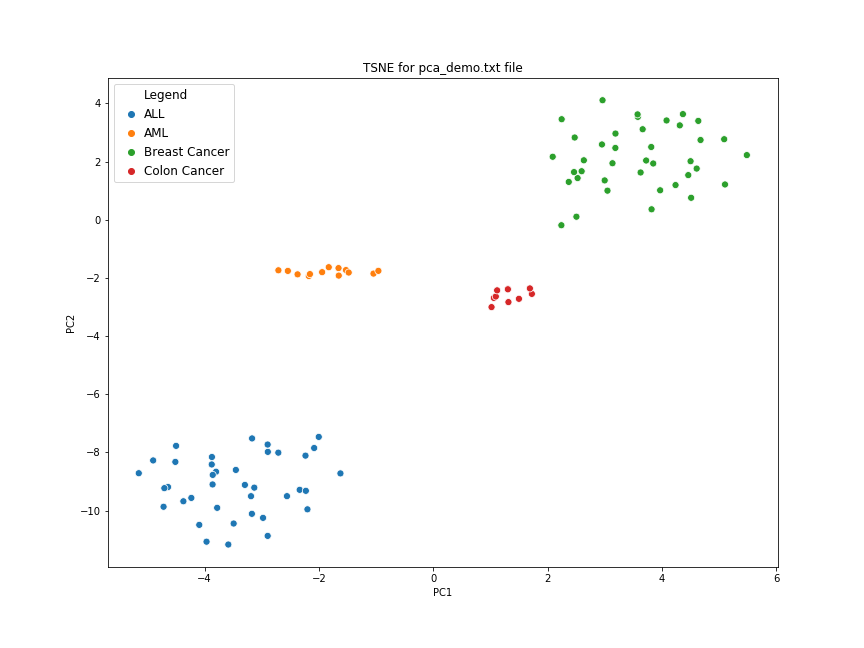 TSNE for pca_demo.txt file
Legend
ALL
AML
Breast Cancer
Colon Cancer
4
2
0
−2
−4
−6
−8
−10
PC2
−4 −2 0 2 4 6
PC1